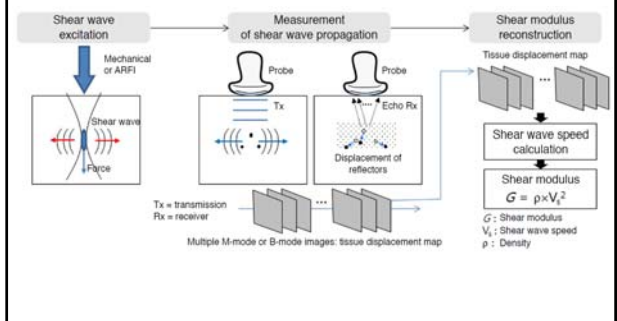 Shear wave
excitation
Measurement
of shear wave propagation
Shear modulus
reconstruction
Mechanical
or ARFI
Shear wave
Force
Probe
Tx
Probe
Echo Rx
Displacement of
reflectors
Tx = transmission
Rx = receiver
...
Multiple M-mode or B-mode images: tissue displacement map
Tissue displacement map
...
Shear wave speed
calculation
Shear modulus
G = ρ×Vₛ²
G : Shear modulus
Vₛ : Shear wave speed
ρ : Density